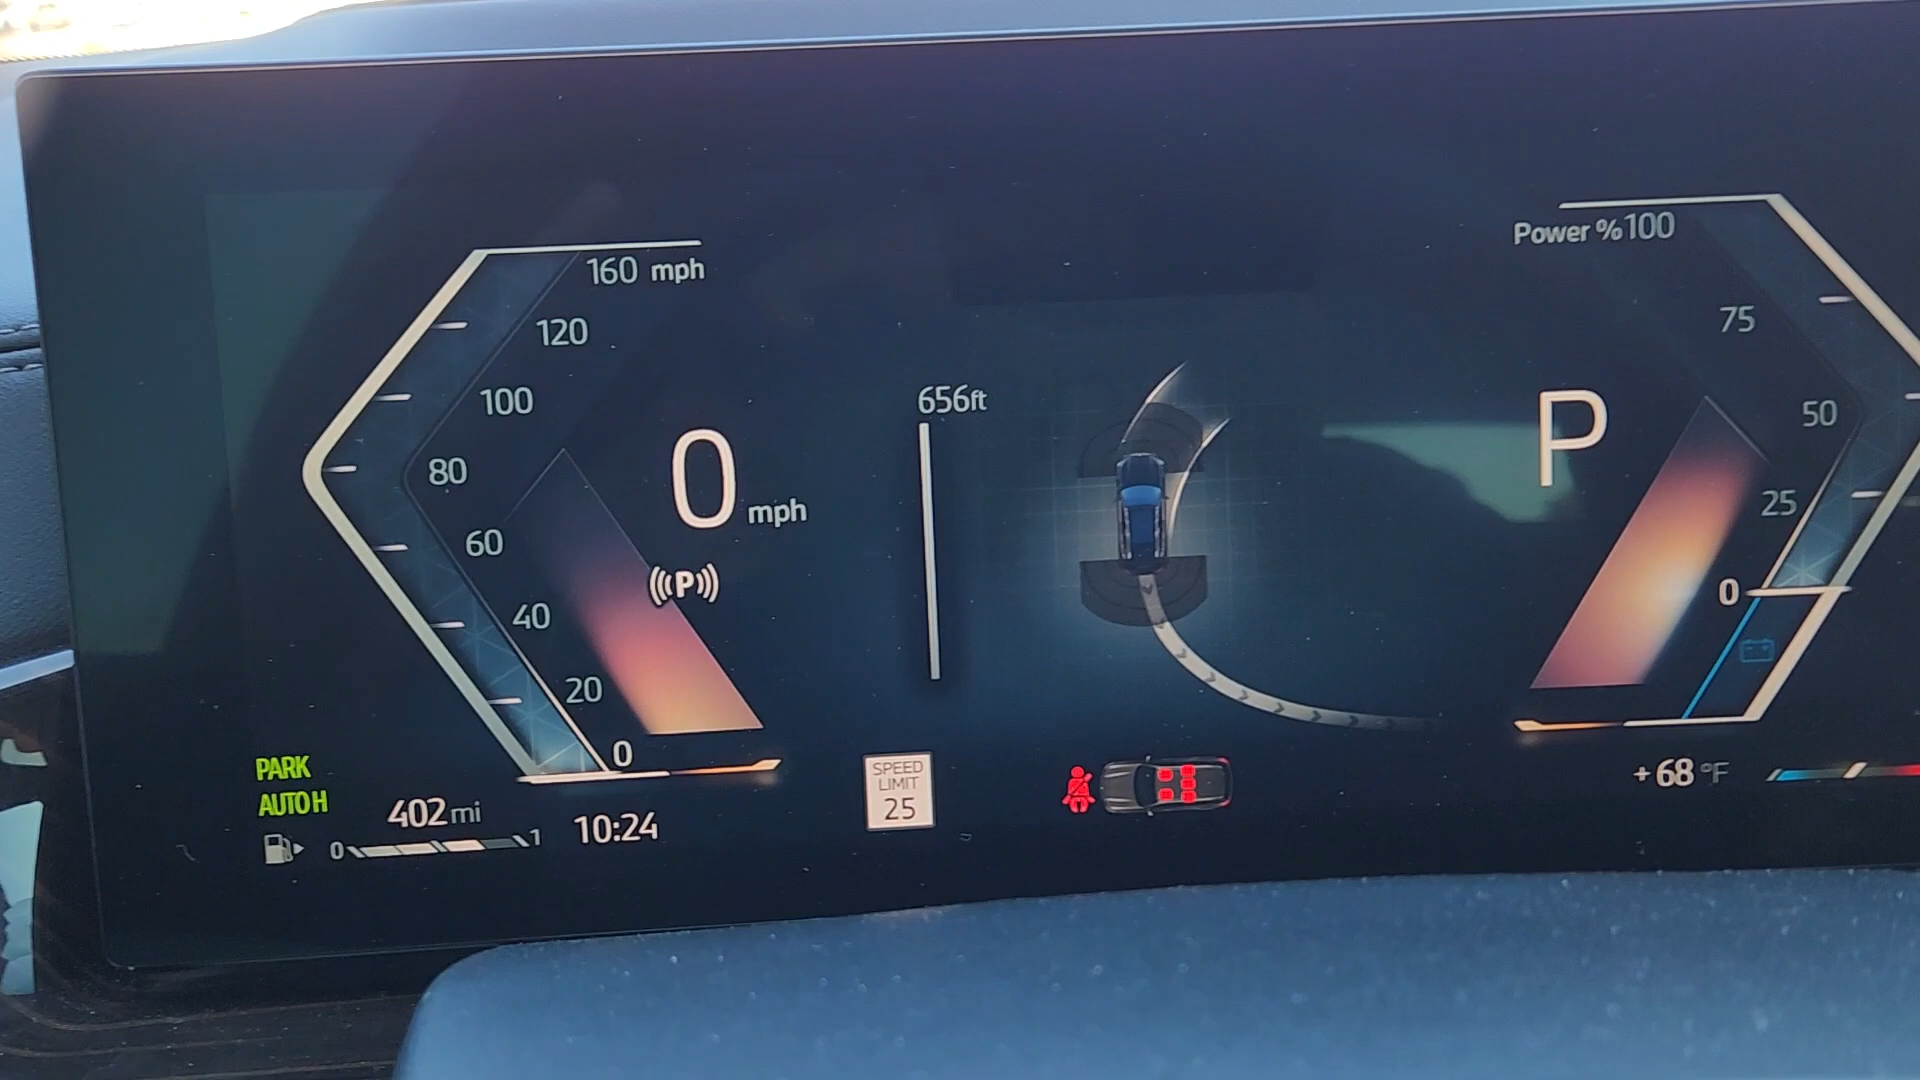 160 mph
120
100
80
60
40
20
0
0 mph
((P))
656ft
Power %100
75
50
25
0
P
PARK
AUTO H
402 mi
0 1
10:24
SPEED
LIMIT
25
+68 °F